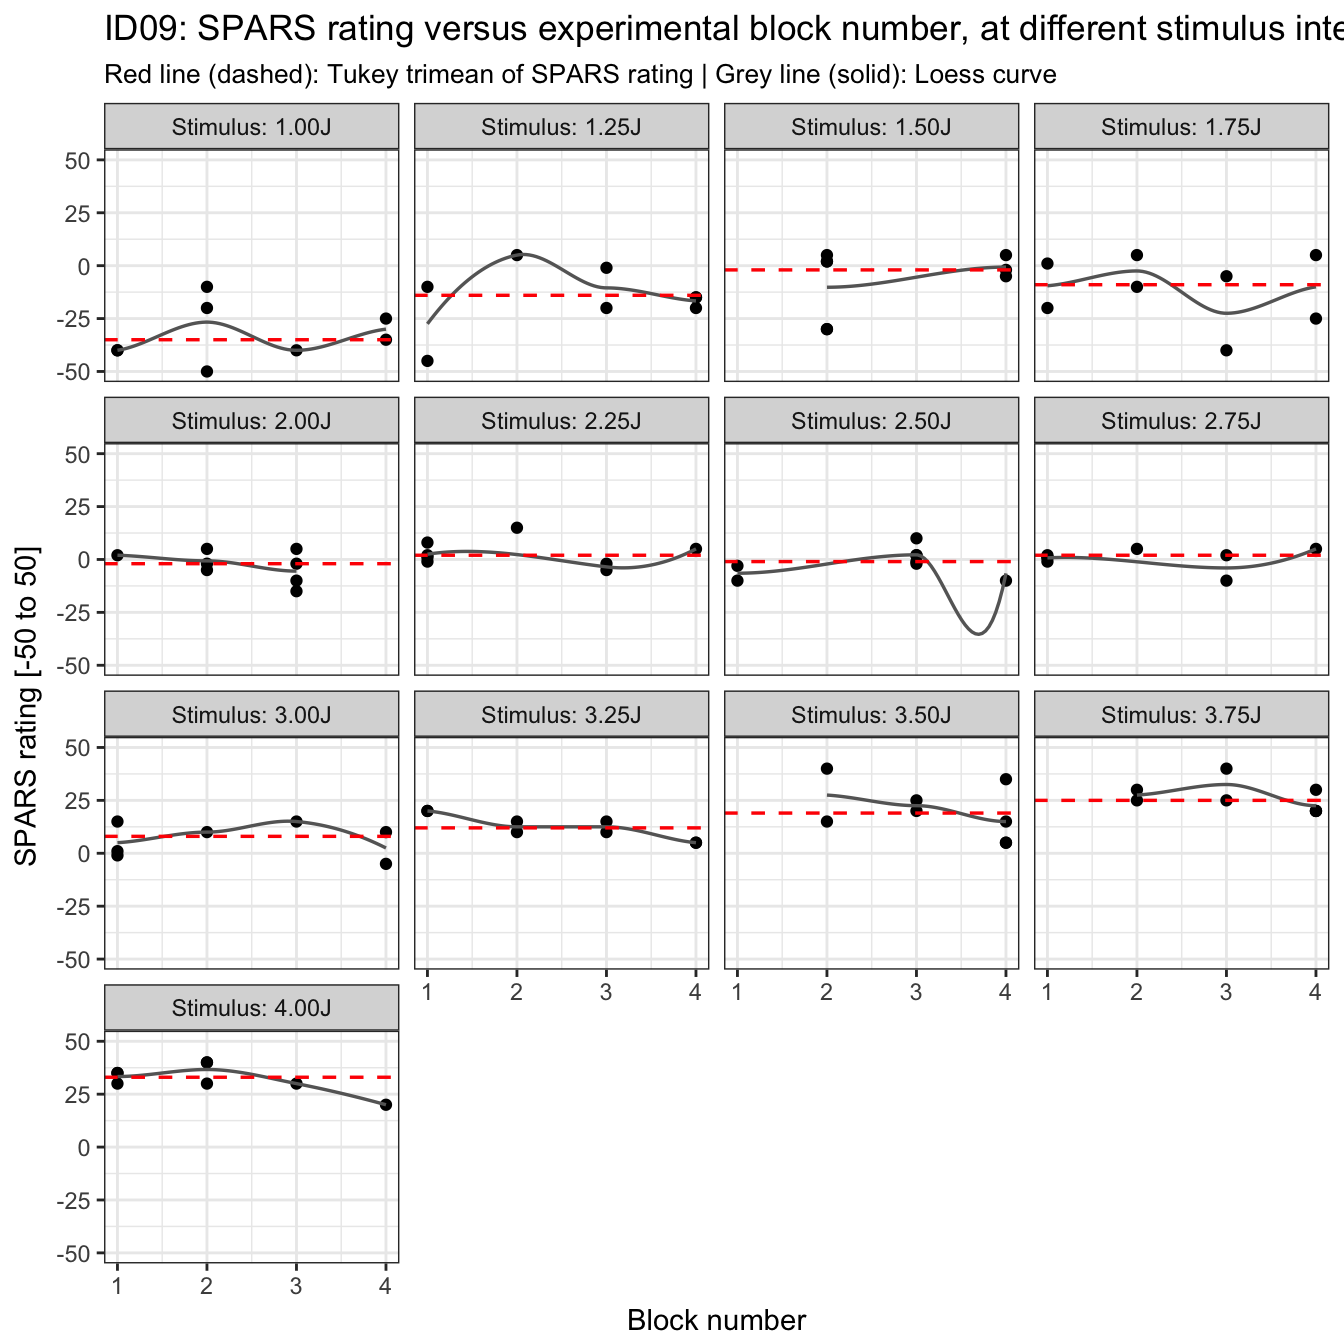 ID09: SPARS rating versus experimental block number, at different stimulus inte
Red line (dashed): Tukey trimean of SPARS rating | Grey line (solid): Loess curve
Stimulus: 1.00J Stimulus: 1.25J Stimulus: 1.50J Stimulus: 1.75J
50
25
0
-25
-50
Stimulus: 2.00J Stimulus: 2.25J Stimulus: 2.50J Stimulus: 2.75J
50
25
0
-25
-50
Stimulus: 3.00J Stimulus: 3.25J Stimulus: 3.50J Stimulus: 3.75J
50
25
0
-25
-50
1 2 3 4 1 2 3 4 1 2 3 4
Stimulus: 4.00J
50
25
0
-25
-50
1 2 3 4
SPARS rating [-50 to 50]
Block number